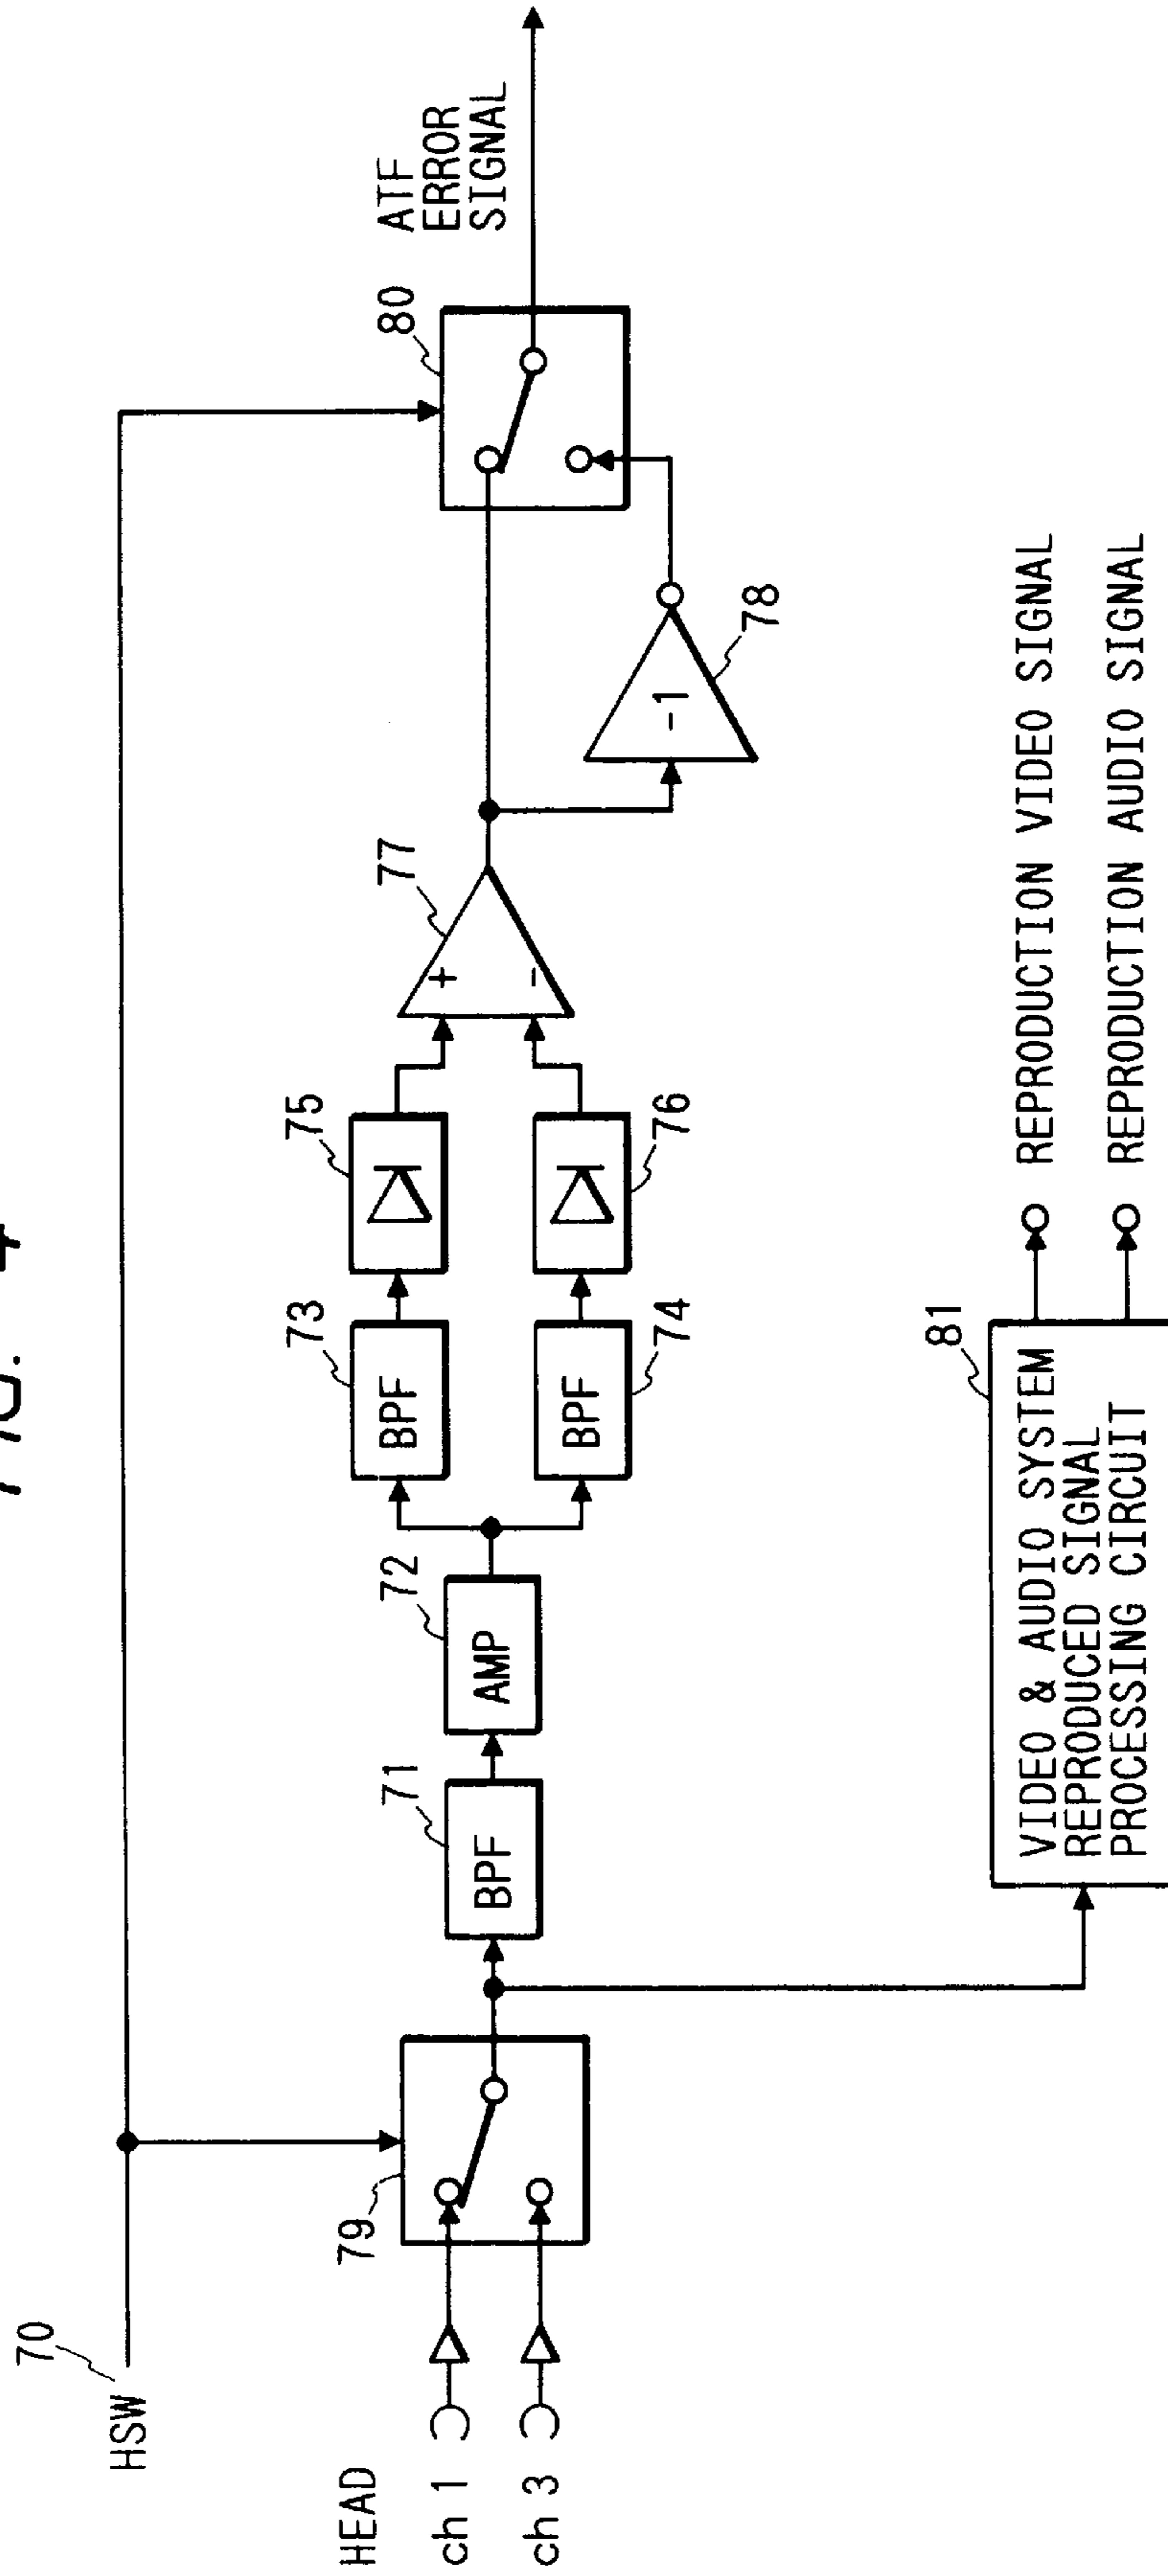 FIG. 4
70
HSW
HEAD
ch 1
ch 3
79
BPF
71
AMP
72
BPF
73
BPF
74
75
76
77
+
-
-1
78
80
ATF
ERROR
SIGNAL
81
VIDEO & AUDIO SYSTEM
REPRODUCED SIGNAL
PROCESSING CIRCUIT
REPRODUCTION VIDEO SIGNAL
REPRODUCTION AUDIO SIGNAL